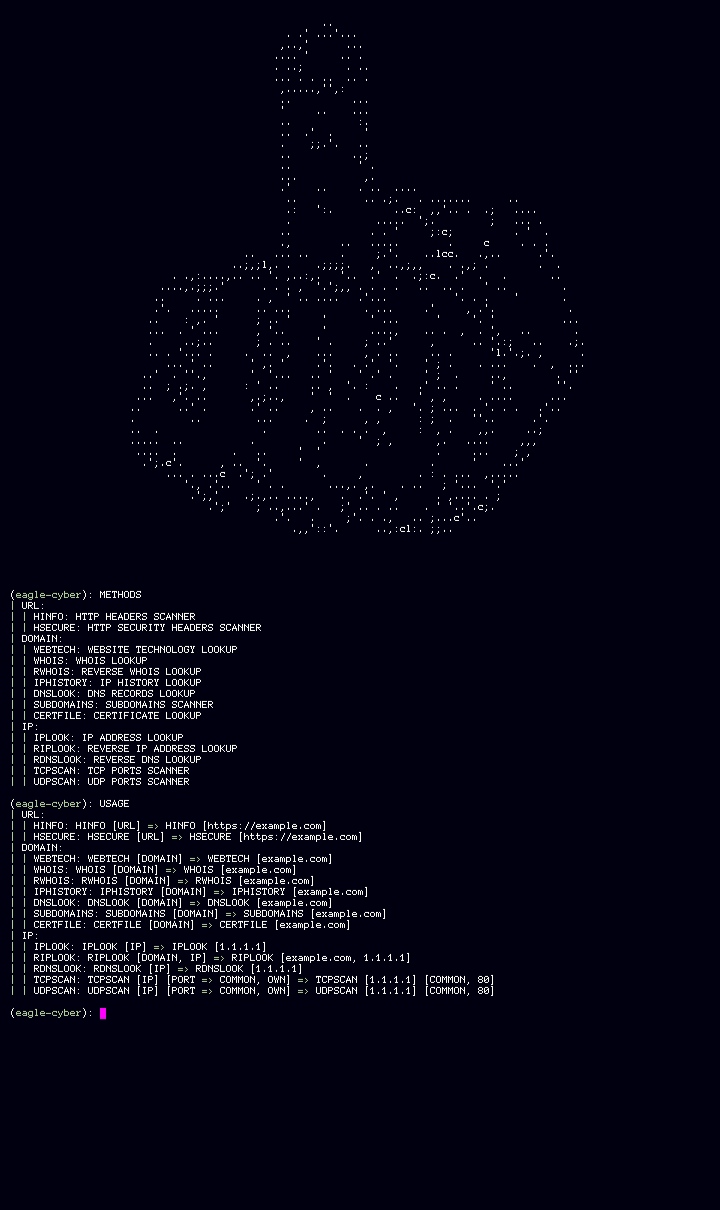 (eagle-cyber): METHODS
| URL:
| | HINFO: HTTP HEADERS SCANNER
| | HSECURE: HTTP SECURITY HEADERS SCANNER
| DOMAIN:
| | WEBTECH: WEBSITE TECHNOLOGY LOOKUP
| | WHOIS: WHOIS LOOKUP
| | RWHOIS: REVERSE WHOIS LOOKUP
| | IPHISTORY: IP HISTORY LOOKUP
| | DNSLOOK: DNS RECORDS LOOKUP
| | SUBDOMAINS: SUBDOMAINS SCANNER
| | CERTFILE: CERTIFICATE LOOKUP
| IP:
| | IPLOOK: IP ADDRESS LOOKUP
| | RIPLOOK: REVERSE IP ADDRESS LOOKUP
| | RDNSLOOK: REVERSE DNS LOOKUP
| | TCPSCAN: TCP PORTS SCANNER
| | UDPSCAN: UDP PORTS SCANNER
(eagle-cyber): USAGE
| URL:
| | HINFO: HINFO [URL] => HINFO [https://example.com]
| | HSECURE: HSECURE [URL] => HSECURE [https://example.com]
| DOMAIN:
| | WEBTECH: WEBTECH [DOMAIN] => WEBTECH [example.com]
| | WHOIS: WHOIS [DOMAIN] => WHOIS [example.com]
| | RWHOIS: RWHOIS [DOMAIN] => RWHOIS [example.com]
| | IPHISTORY: IPHISTORY [DOMAIN] => IPHISTORY [example.com]
| | DNSLOOK: DNSLOOK [DOMAIN] => DNSLOOK [example.com]
| | SUBDOMAINS: SUBDOMAINS [DOMAIN] => SUBDOMAINS [example.com]
| | CERTFILE: CERTFILE [DOMAIN] => CERTFILE [example.com]
| IP:
| | IPLOOK: IPLOOK [IP] => IPLOOK [1.1.1.1]
| | RIPLOOK: RIPLOOK [DOMAIN, IP] => RIPLOOK [example.com, 1.1.1.1]
| | RDNSLOOK: RDNSLOOK [IP] => RDNSLOOK [1.1.1.1]
| | TCPSCAN: TCPSCAN [IP] [PORT => COMMON, OWN] => TCPSCAN [1.1.1.1] [COMMON, 80]
| | UDPSCAN: UDPSCAN [IP] [PORT => COMMON, OWN] => UDPSCAN [1.1.1.1] [COMMON, 80]
(eagle-cyber):